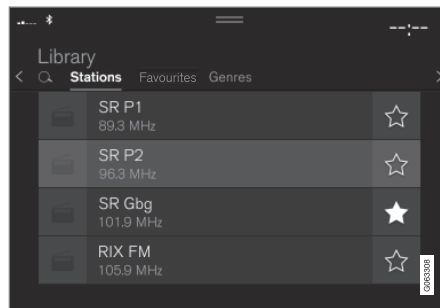 --:--
Library
Stations Favourites Genres
SR P1
89.3 MHz
SR P2
96.3 MHz
SR Gbg
101.9 MHz
RIX FM
105.9 MHz
G063308